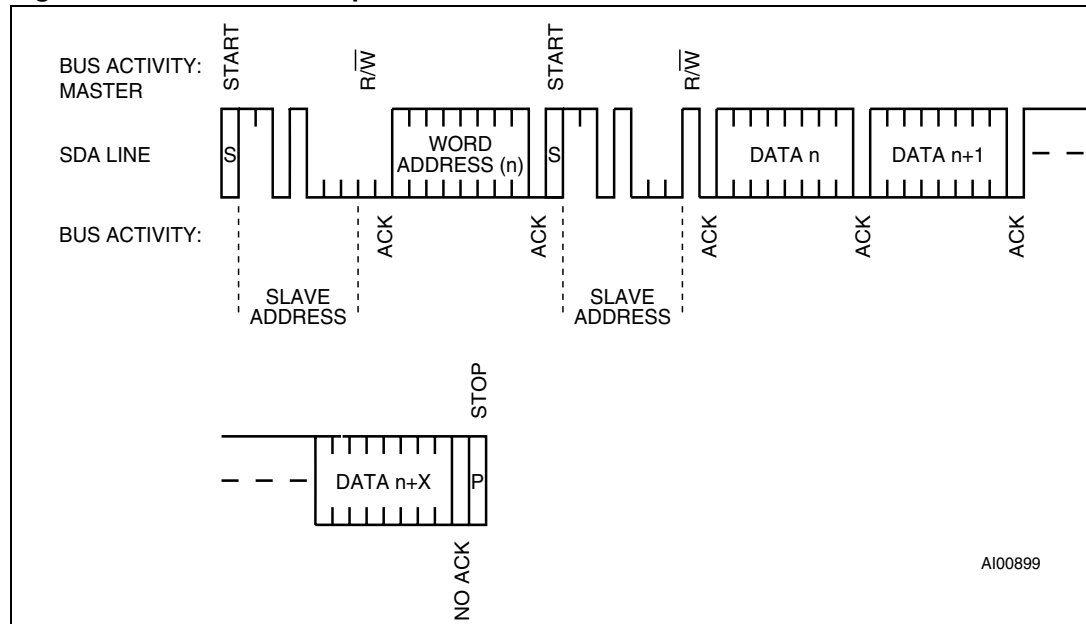 BUS ACTIVITY:
MASTER
START
R/W
START
R/W
SDA LINE
S
WORD
ADDRESS (n)
S
DATA n
DATA n+1
BUS ACTIVITY:
ACK
ACK
ACK
ACK
ACK
SLAVE
ADDRESS
SLAVE
ADDRESS
STOP
DATA n+X
P
NO ACK
AI00899